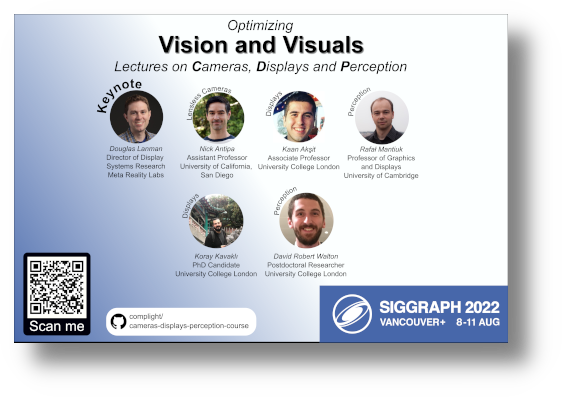 Optimizing
Vision and Visuals
Lectures on Cameras, Displays and Perception
Keynote
Lensless Cameras
Displays
Perception
Douglas Lanman
Director of Display
Systems Research
Meta Reality Labs
Nick Antipa
Assistant Professor
University of California,
San Diego
Kaan Akşit
Associate Professor
University College London
Rafał Mantiuk
Professor of Graphics
and Displays
University of Cambridge
Displays
Perception
Koray Kavaklı
PhD Candidate
University College London
David Robert Walton
Postdoctoral Researcher
University College London
Scan me
complight/
cameras-displays-perception-course
SIGGRAPH 2022
VANCOUVER+ 8-11 AUG